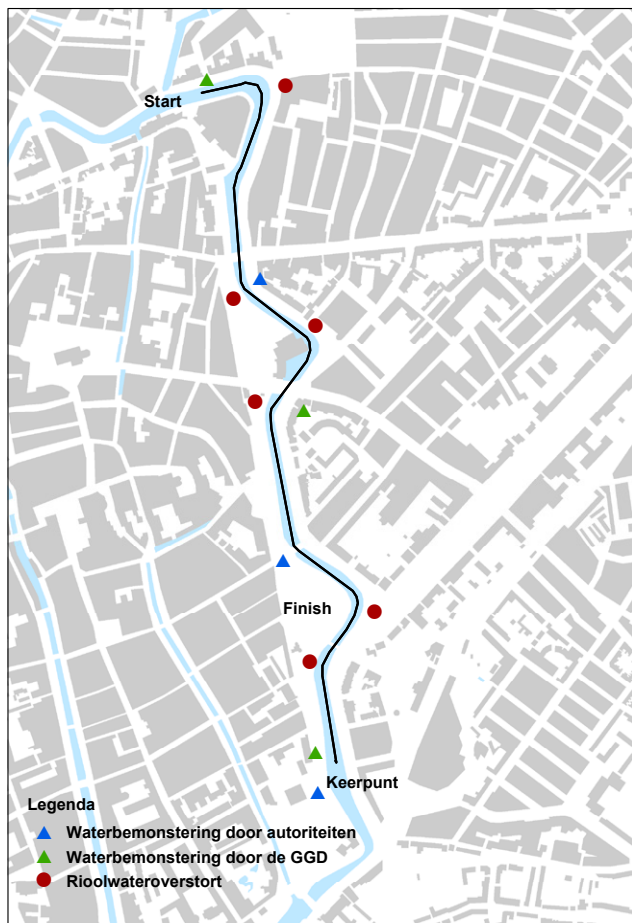 Start
Finish
Keerpunt
Legenda
Waterbemonstering door autoriteiten
Waterbemonstering door de GGD
Rioolwateroverstort